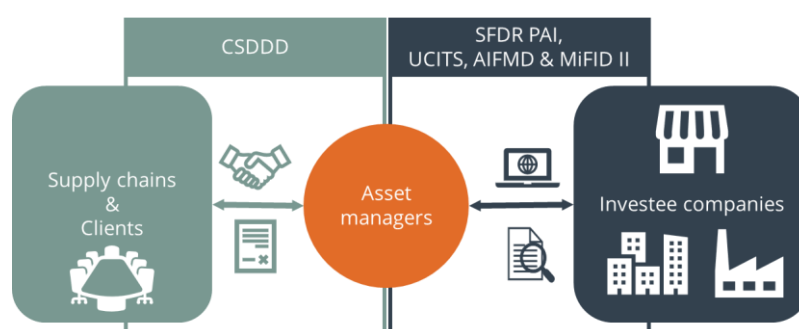 CSDDD
SFDR PAI,
UCITS, AIFMD & MiFID II
Supply chains
&
Clients
Asset
managers
Investee companies